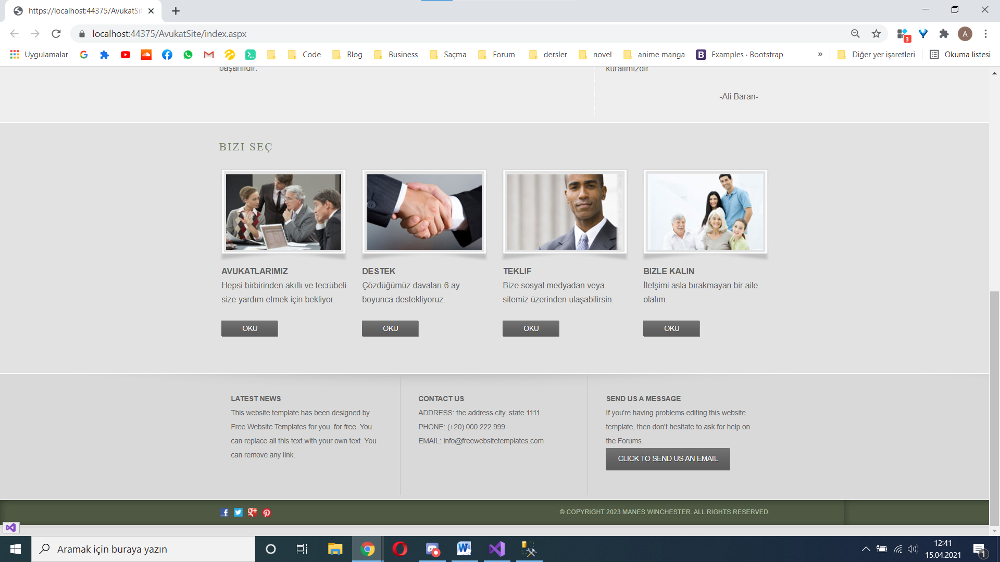 https://localhost:44375/AvukatSit
localhost:44375/AvukatSite/index.aspx
3
A
Uygulamalar
Code
Blog
Business
Saçma
Forum
dersler
novel
anime manga
B
Examples · Bootstrap
»
Diğer yer işaretleri
Okuma listesi
başarılıdır.
kuralımızdır.
-Ali Baran-
BIZI SEÇ
AVUKATLARIMIZ
Hepsi birbirinden akıllı ve tecrübeli
size yardım etmek için bekliyor.
OKU
DESTEK
Çözdüğümüz davaları 6 ay
boyunca destekliyoruz.
OKU
TEKLIF
Bize sosyal medyadan veya
sitemiz üzerinden ulaşabilirsin.
OKU
BIZLE KALIN
İletşimi asla bırakmayan bir aile
olalım.
OKU
LATEST NEWS
This website template has been designed by
Free Website Templates for you, for free. You
can replace all this text with your own text. You
can remove any link.
CONTACT US
ADDRESS: the address city, state 1111
PHONE: (+20) 000 222 999
EMAIL: info@freewebsitetemplates.com
SEND US A MESSAGE
If you're having problems editing this website
template, then don't hesitate to ask for help on
the Forums.
CLICK TO SEND US AN EMAIL
© COPYRIGHT 2023 MANES WINCHESTER. ALL RIGHTS RESERVED.
Aramak için buraya yazın
12:41
15.04.2021
1